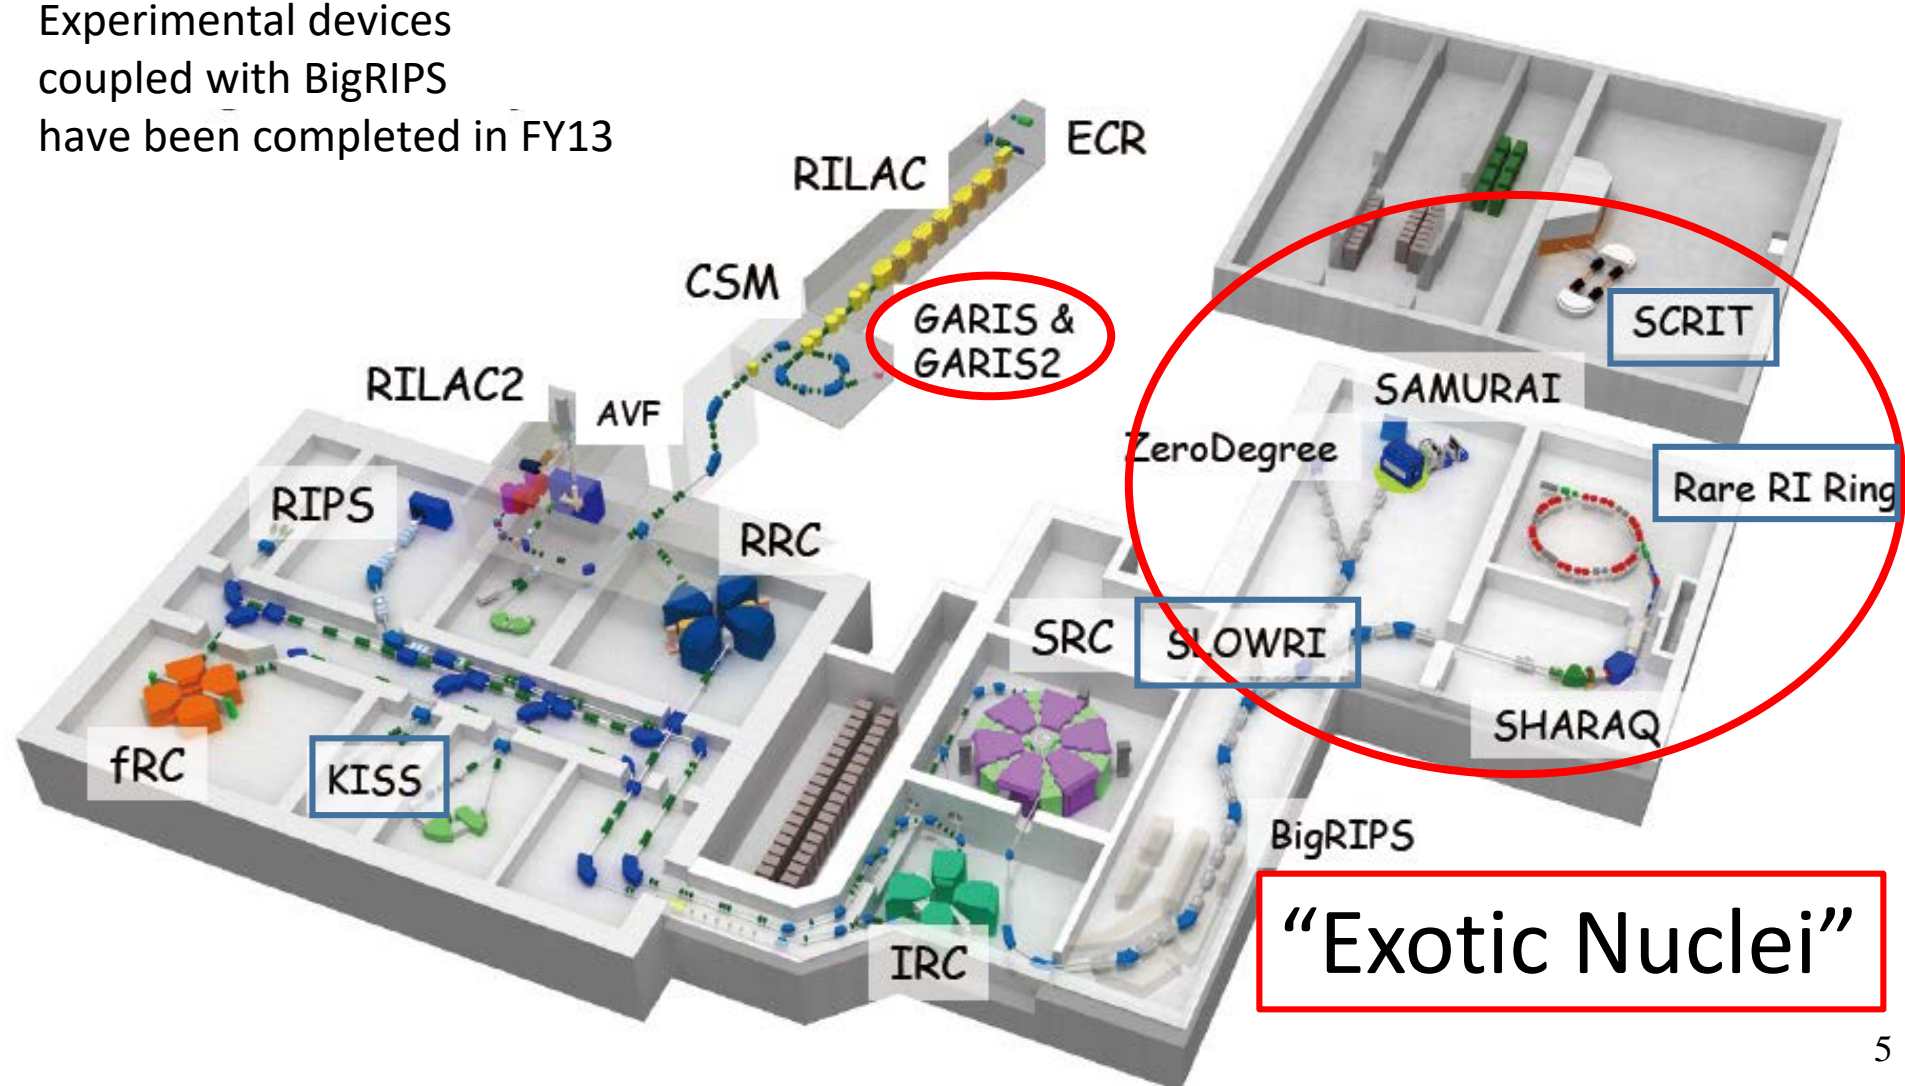 Experimental devices
coupled with BigRIPS
have been completed in FY13
ECR
RILAC
CSM
GARIS &
GARIS2
SCRIT
RILAC2
AVF
SAMURAI
ZeroDegree
Rare RI Ring
RIPS
RRC
SRC
SLOWRI
SHARAQ
fRC
KISS
BigRIPS
IRC
“Exotic Nuclei”
5